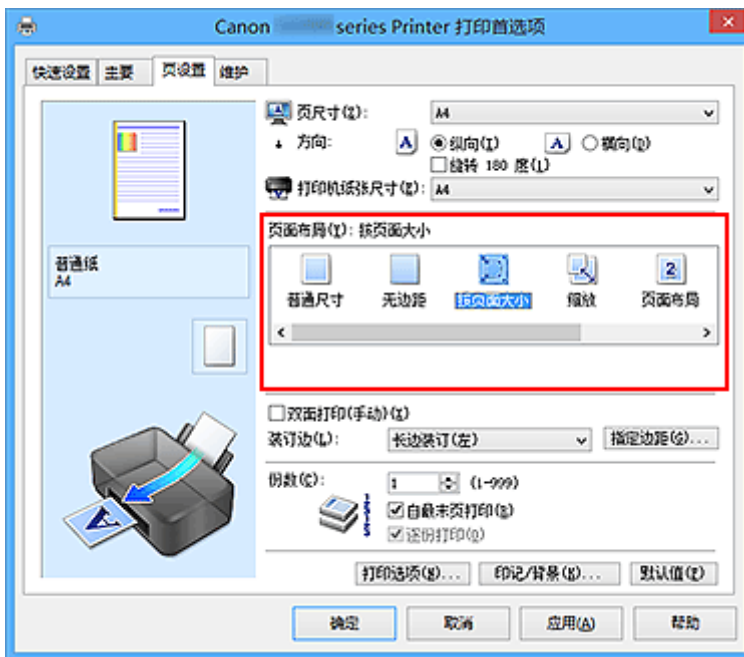 Canon series Printer 打印首选项
快速设置 主要 页设置 维护
页尺寸(Z): A4
方向: A 纵向(T) A 横向(D)
旋转 180 度(L)
打印机纸张尺寸(E): A4
页面布局(Y): 按页面大小
普通尺寸 无边距 按页面大小 缩放 2 页面布局
普通纸
A4
双面打印(手动)(X)
装订边(L): 长边装订(左) 指定边距(G)...
份数(C): 1 (1-999)
自最末页打印(S)
逐份打印(O)
打印选项(N)... 印记/背景(K)... 默认值(F)
确定 取消 应用(A) 帮助